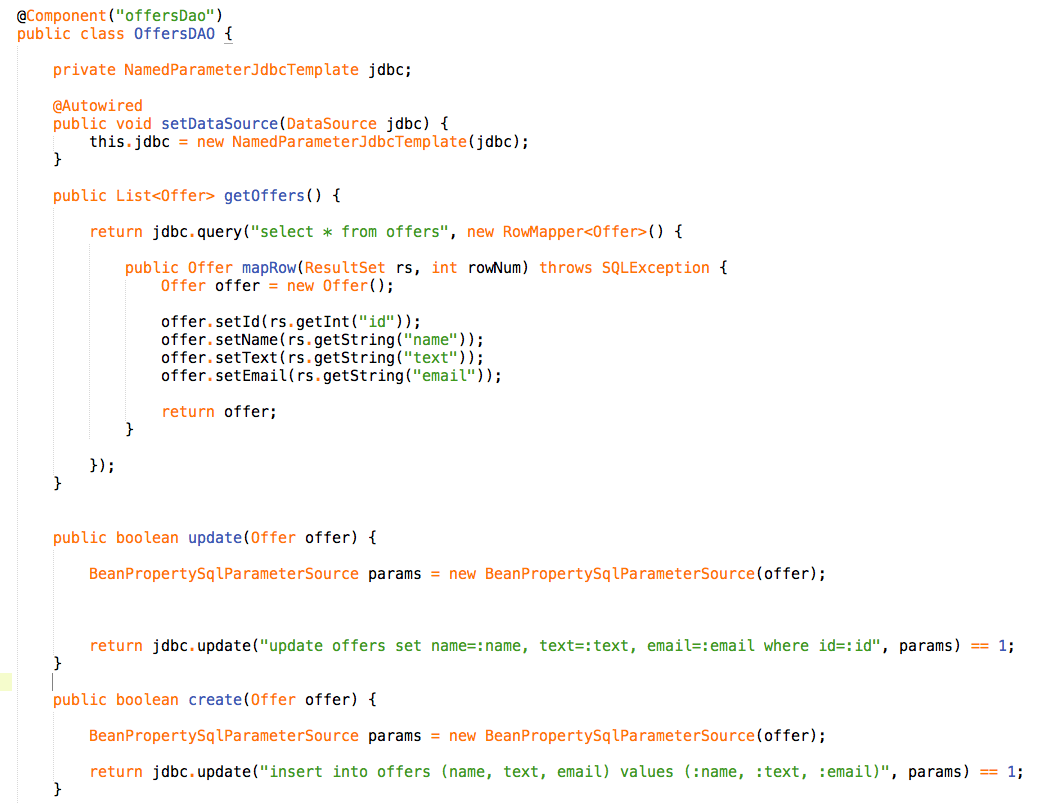 @Component("offersDao")
public class OffersDAO {
private NamedParameterJdbcTemplate jdbc;
@Autowired
public void setDataSource(DataSource jdbc) {
this.jdbc = new NamedParameterJdbcTemplate(jdbc);
}
public List<Offer> getOffers() {
return jdbc.query("select * from offers", new RowMapper<Offer>() {
public Offer mapRow(ResultSet rs, int rowNum) throws SQLException {
Offer offer = new Offer();
offer.setId(rs.getInt("id"));
offer.setName(rs.getString("name"));
offer.setText(rs.getString("text"));
offer.setEmail(rs.getString("email"));
return offer;
}
});
}
public boolean update(Offer offer) {
BeanPropertySqlParameterSource params = new BeanPropertySqlParameterSource(offer);
return jdbc.update("update offers set name=:name, text=:text, email=:email where id=:id", params) == 1;
}
public boolean create(Offer offer) {
BeanPropertySqlParameterSource params = new BeanPropertySqlParameterSource(offer);
return jdbc.update("insert into offers (name, text, email) values (:name, :text, :email)", params) == 1;
}